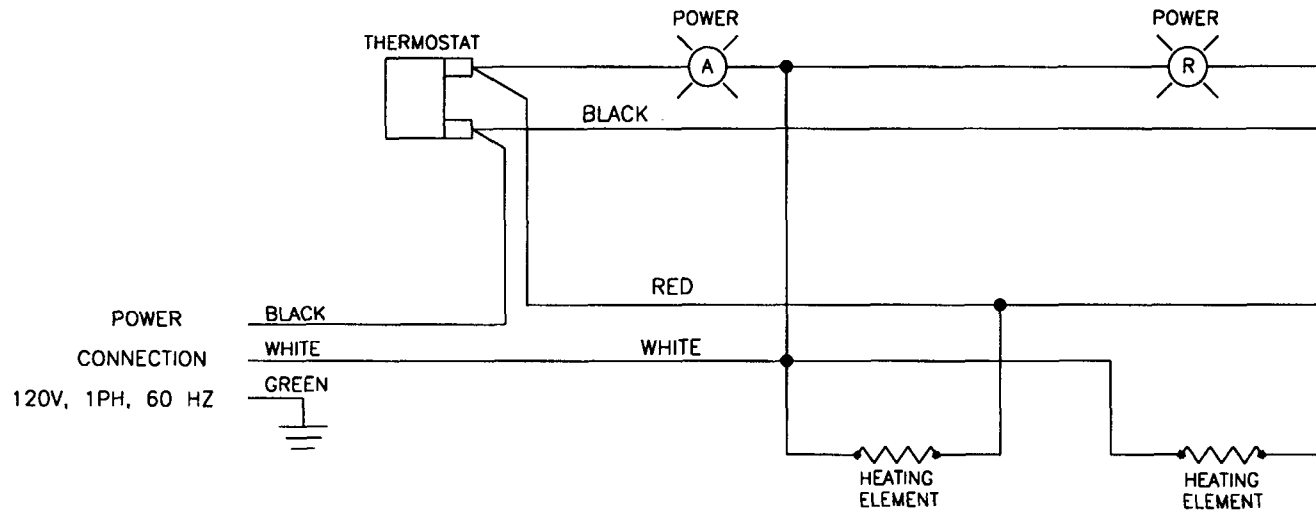 POWER
POWER
THERMOSTAT
A
R
BLACK
RED
POWER
BLACK
CONNECTION
WHITE
WHITE
120V, 1PH, 60 HZ
GREEN
HEATING
ELEMENT
HEATING
ELEMENT